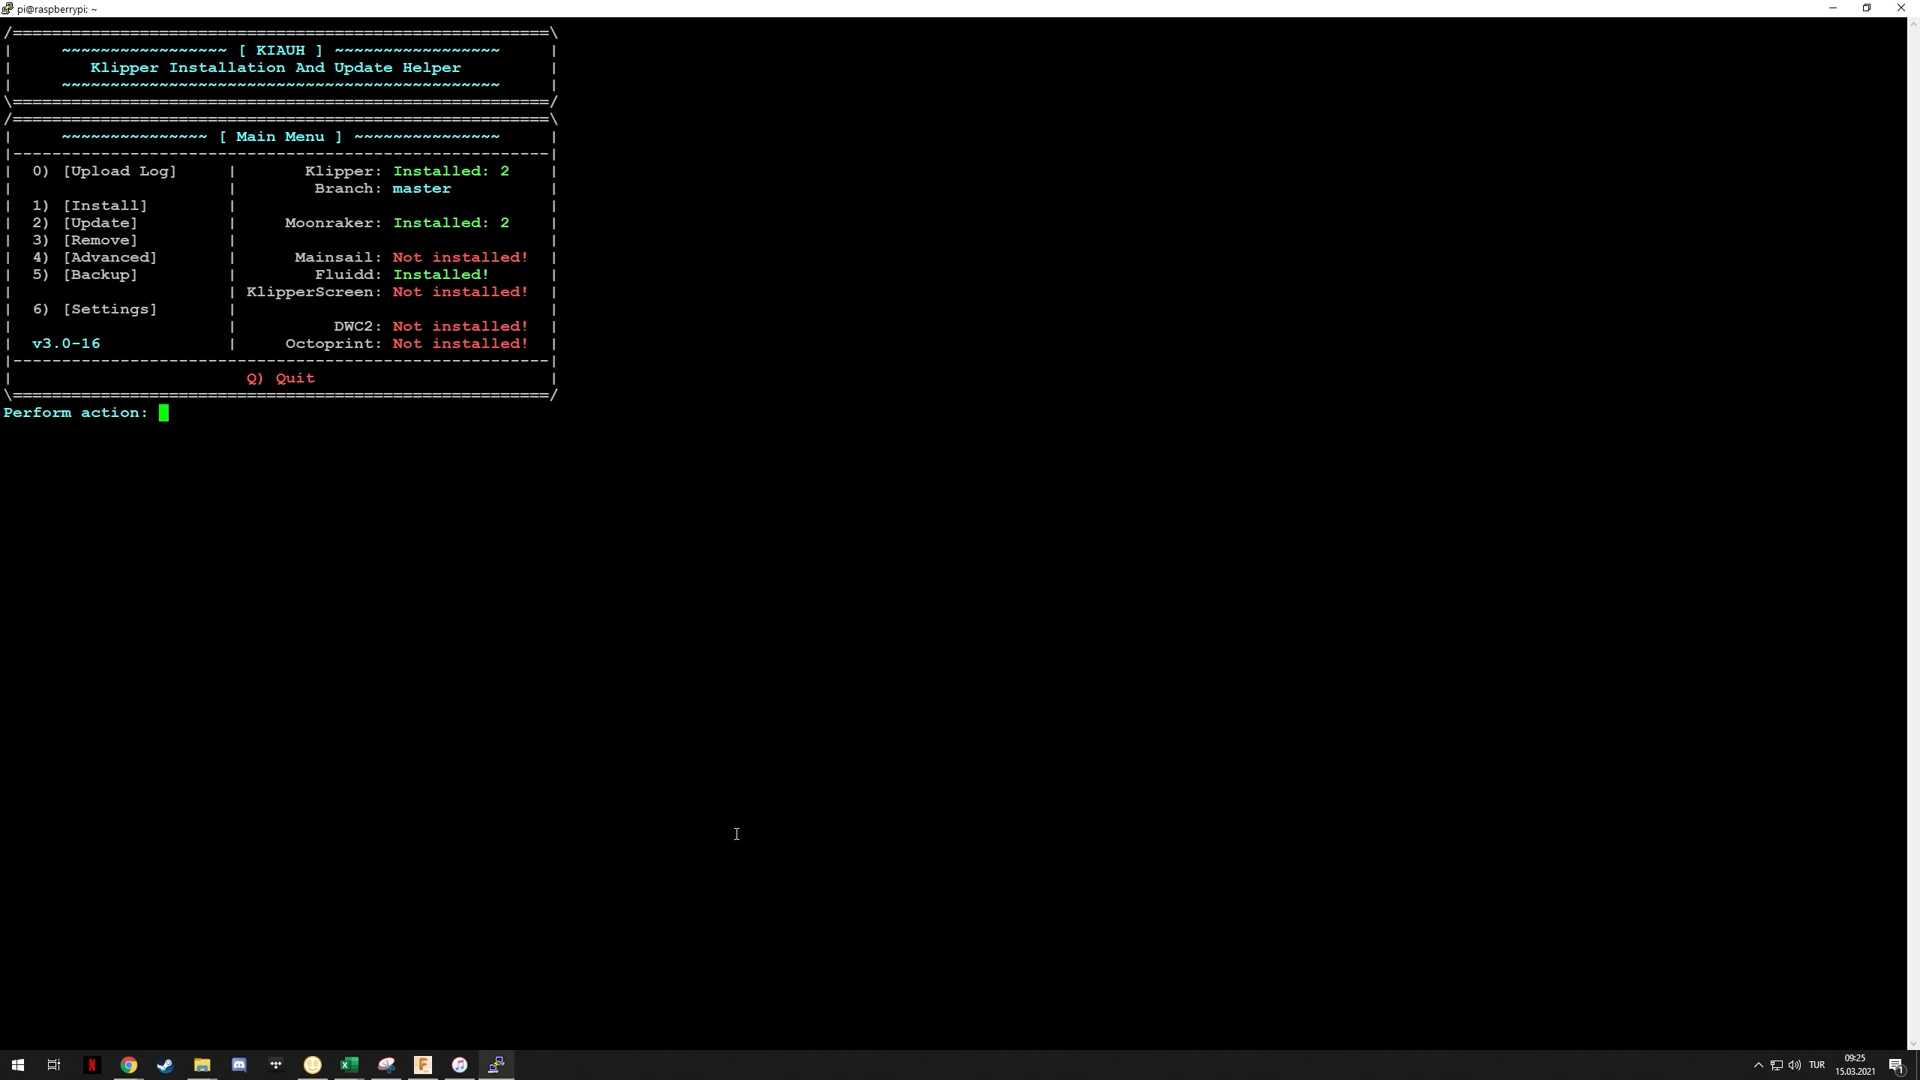 pi@raspberrypi: ~
/=======================================================\
|     ~~~~~~~~~~~~~~~~~ [ KIAUH ] ~~~~~~~~~~~~~~~~~     |
|        Klipper Installation And Update Helper         |
|     ~~~~~~~~~~~~~~~~~~~~~~~~~~~~~~~~~~~~~~~~~~~~~     |
\=======================================================/
/=======================================================\
|     ~~~~~~~~~~~~~~~ [ Main Menu ] ~~~~~~~~~~~~~~~     |
|-------------------------------------------------------|
|  0) [Upload Log]      |       Klipper: Installed: 2    |
|                       |        Branch: master          |
|  1) [Install]         |                                |
|  2) [Update]          |     Moonraker: Installed: 2    |
|  3) [Remove]          |                                |
|  4) [Advanced]        |      Mainsail: Not installed!  |
|  5) [Backup]          |        Fluidd: Installed!      |
|                       | KlipperScreen: Not installed!  |
|  6) [Settings]        |                                |
|                       |          DWC2: Not installed!  |
|  v3.0-16              |     Octoprint: Not installed!  |
|-------------------------------------------------------|
|                        Q) Quit                        |
\=======================================================/
Perform action:
TUR
09:25
15.03.2021